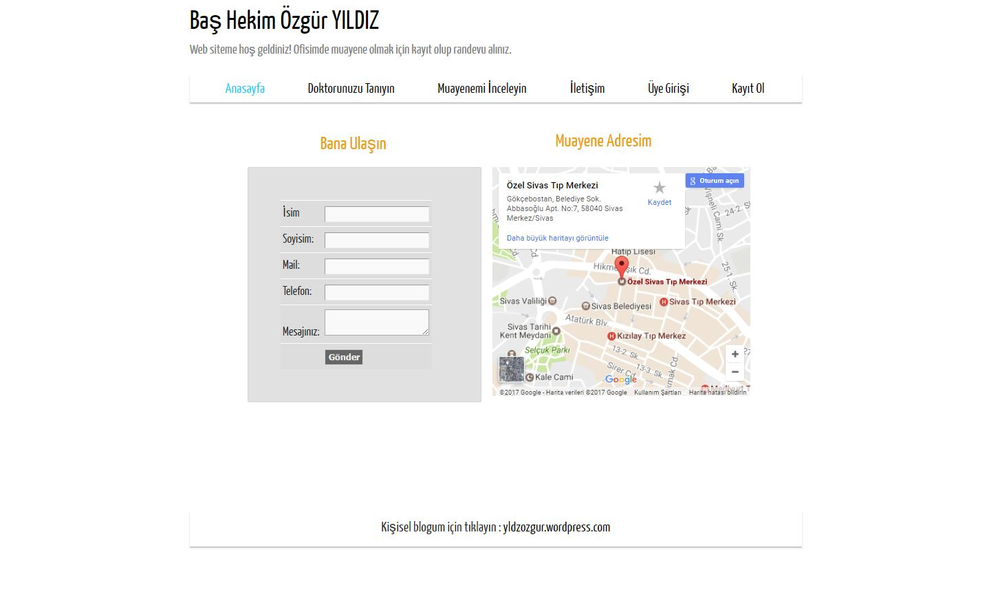 Baş Hekim Özgür YILDIZ
Web siteme hoş geldiniz! Ofisimde muayene olmak için kayıt olup randevu alınız.
Anasayfa
Doktorunuzu Tanıyın
Muayenemi İnceleyin
İletişim
Üye Girişi
Kayıt Ol
Bana Ulaşın
İsim
Soyisim:
Mail:
Telefon:
Mesajınız:
Gönder
Muayene Adresim
Özel Sivas Tıp Merkezi
Gökçebostan, Belediye Sok.
Abbasoğlu Apt. No:7, 58040 Sivas
Merkez/Sivas
Daha büyük haritayı görüntüle
Kaydet
Oturum açın
Vişneli Cami Sk.
24-2. S
25-1. Sk.
Cd.
Cd.
Hatip Lisesi
Özel Sivas Tıp Merkezi
Sivas Valiliği
Sivas Belediyesi
Sivas Tıp Merkezi
Atatürk Blv.
Sivas Tarihi
Kent Meydanı
Kızılay Tıp Merkez
Selçuk Parkı
13-2. Sk.
Sirer Cd.
13-3. Sk.
Kale Cami
Google
©2017 Google - Harita verileri ©2017 Google
Kullanım Şartları
Harita hatası bildirin
Kişisel blogum için tıklayın : yldzozgur.wordpress.com